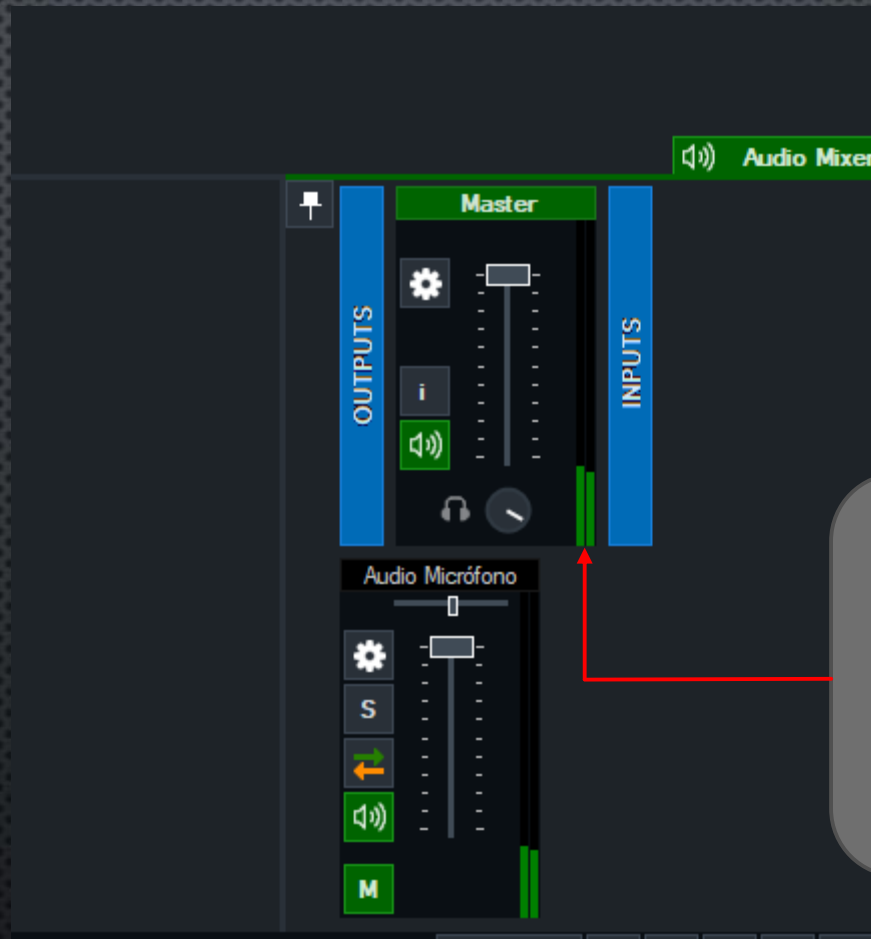 Audio Mixer
Master
OUTPUTS
i
INPUTS
Audio Micrófono
S
M